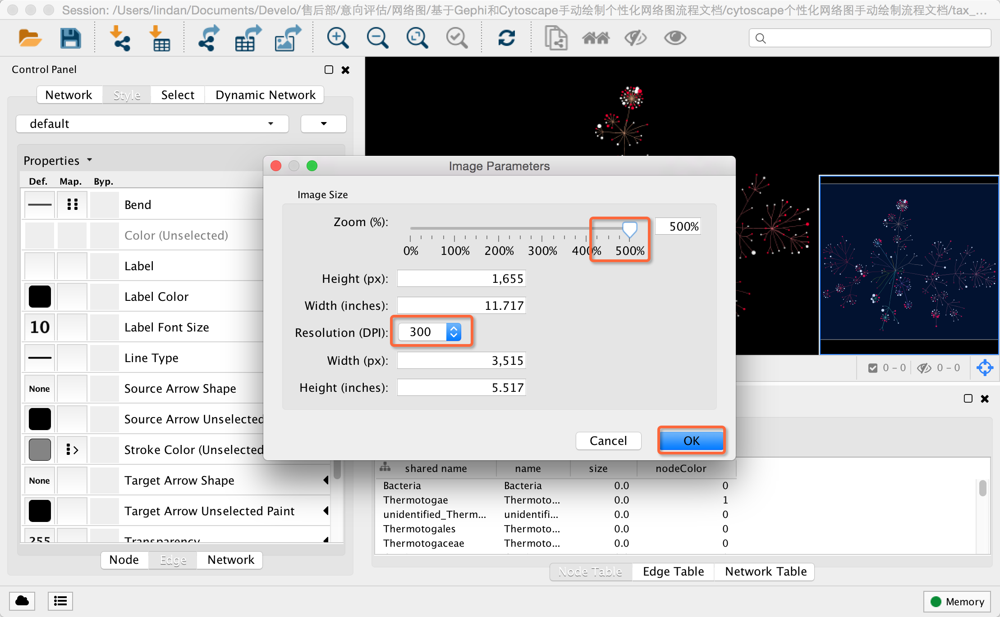 Session: /Users/lindan/Documents/Develo/售后部/意向评估/网络图/基于Gephi和Cytoscape手动绘制个性化网络图流程文档/cytoscape个性化网络图手动绘制流程文档/tax_...
Control Panel
Network Style Select Dynamic Network
default
Properties
Def. Map. Byp.
Bend
Color (Unselected)
Label
Label Color
10 Label Font Size
Line Type
None Source Arrow Shape
Source Arrow Unselected
Stroke Color (Unselected
None Target Arrow Shape
Target Arrow Unselected Paint
255 Transparency
Node Edge Network
Image Parameters
Image Size
Zoom (%): 500%
0% 100% 200% 300% 400% 500%
Height (px): 1,655
Width (inches): 11.717
Resolution (DPI): 300
Width (px): 3,515
Height (inches): 5.517
Cancel OK
0 - 0 0 - 0
shared name name size nodeColor
Bacteria Bacteria 0.0 0
Thermotogae Thermoto... 0.0 1
unidentified_Therm... unidentifi... 0.0 0
Thermotogales Thermoto... 0.0 0
Thermotogaceae Thermoto... 0.0 0
Node Table Edge Table Network Table
Memory